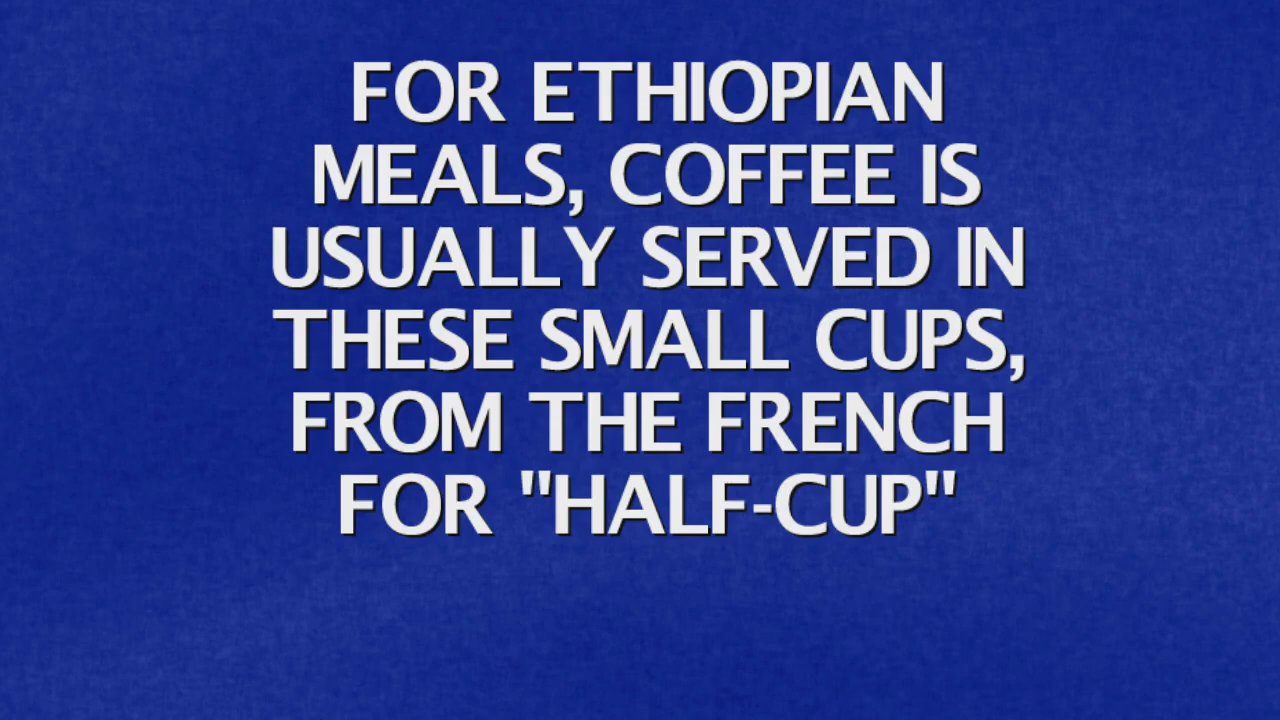 FOR ETHIOPIAN
MEALS, COFFEE IS
USUALLY SERVED IN
THESE SMALL CUPS,
FROM THE FRENCH
FOR "HALF-CUP"